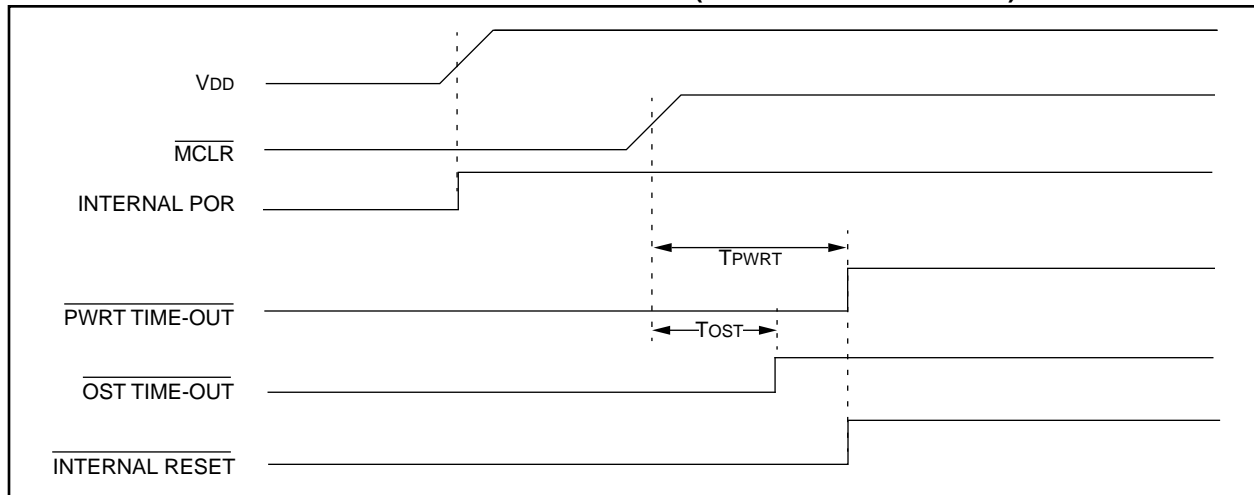 VDD
MCLR
INTERNAL POR
TPWRT
PWRT TIME-OUT
TOST
OST TIME-OUT
INTERNAL RESET